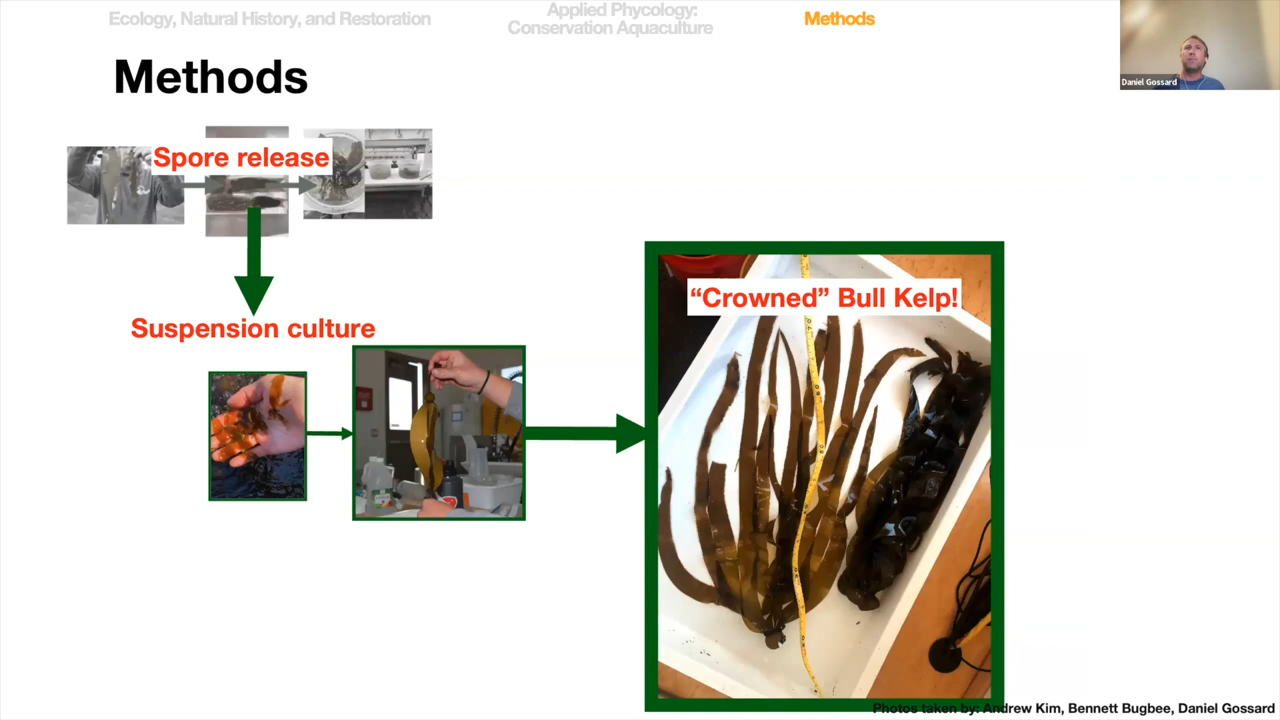 Ecology, Natural History, and Restoration
Applied Phycology:
Conservation Aquaculture
Methods
Daniel Gossard
Methods
Spore release
Suspension culture
“Crowned” Bull Kelp!
Photos taken by: Andrew Kim, Bennett Bugbee, Daniel Gossard